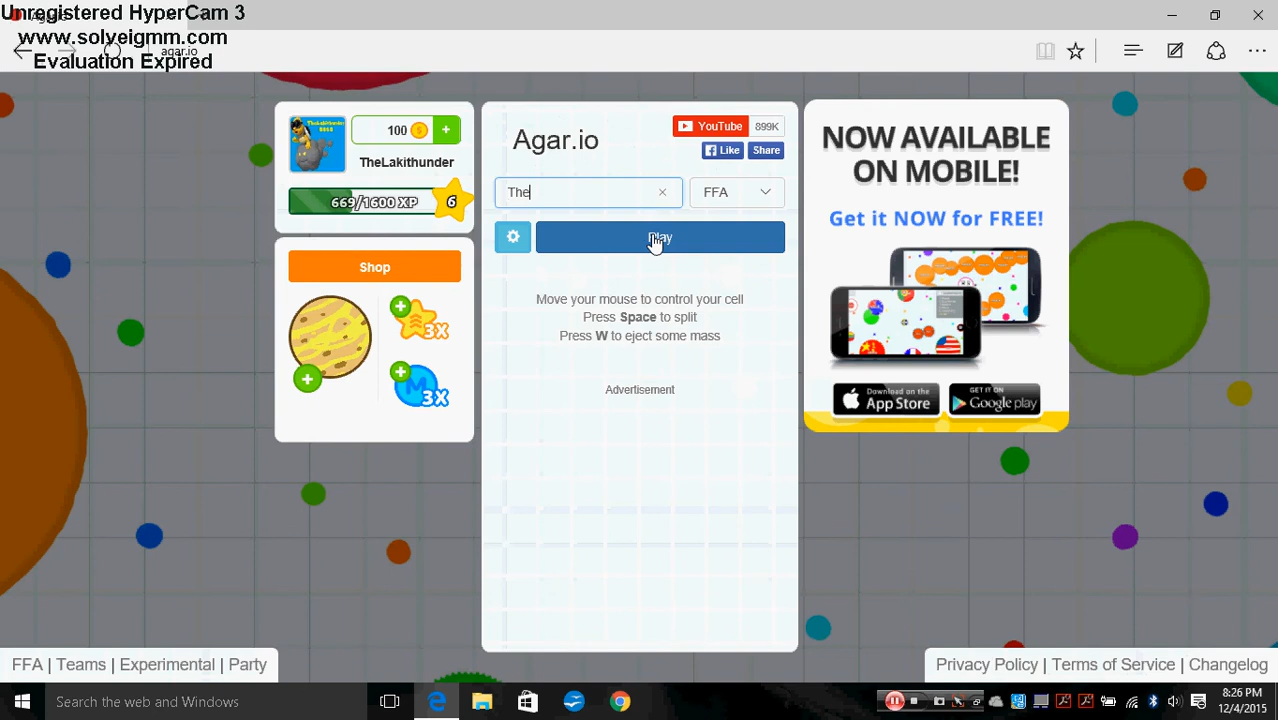 Unregistered HyperCam 3
www.solveigmm.com
Evaluation Expired
agar.io
100
TheLakithunder
669/1600 XP
6
Shop
3X
M
3X
Agar.io
YouTube 899K
Like Share
The
FFA
Play
Move your mouse to control your cell
Press Space to split
Press W to eject some mass
Advertisement
NOW AVAILABLE
ON MOBILE!
Get it NOW for FREE!
Download on the
App Store
GET IT ON
Google play
FFA | Teams | Experimental | Party
Privacy Policy | Terms of Service | Changelog
Search the web and Windows
8:26 PM
12/4/2015